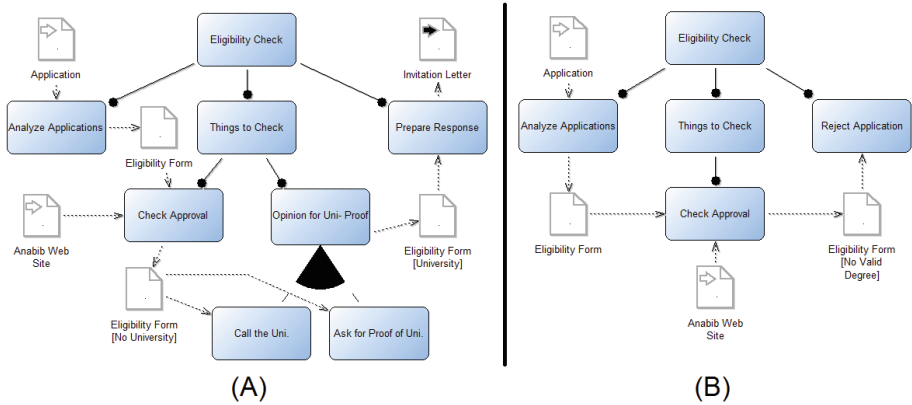 Eligibility Check
Application
Invitation Letter
Analyze Applications
Things to Check
Prepare Response
Eligibility Form
Check Approval
Opinion for Uni- Proof
Anabib Web
Site
Eligibility Form
[University]
Eligibility Form
[No University]
Call the Uni.
Ask for Proof of Uni.
(A)
Eligibility Check
Application
Analyze Applications
Things to Check
Reject Application
Eligibility Form
Check Approval
Eligibility Form
[No Valid
Degree]
Anabib Web
Site
(B)